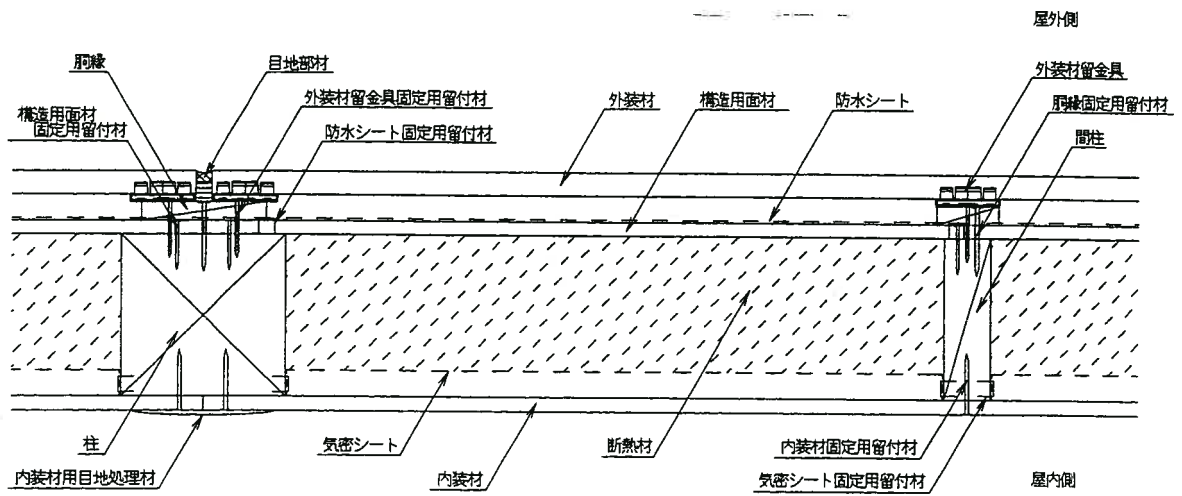 屋外側
胴縁
目地部材
外装材留金具
構造用面材
固定用留付材
外装材留金具固定用留付材
外装材
構造用面材
防水シート
胴縁固定用留付材
防水シート固定用留付材
間柱
柱
気密シート
断熱材
内装材固定用留付材
内装材用目地処理材
内装材
気密シート固定用留付材
屋内側